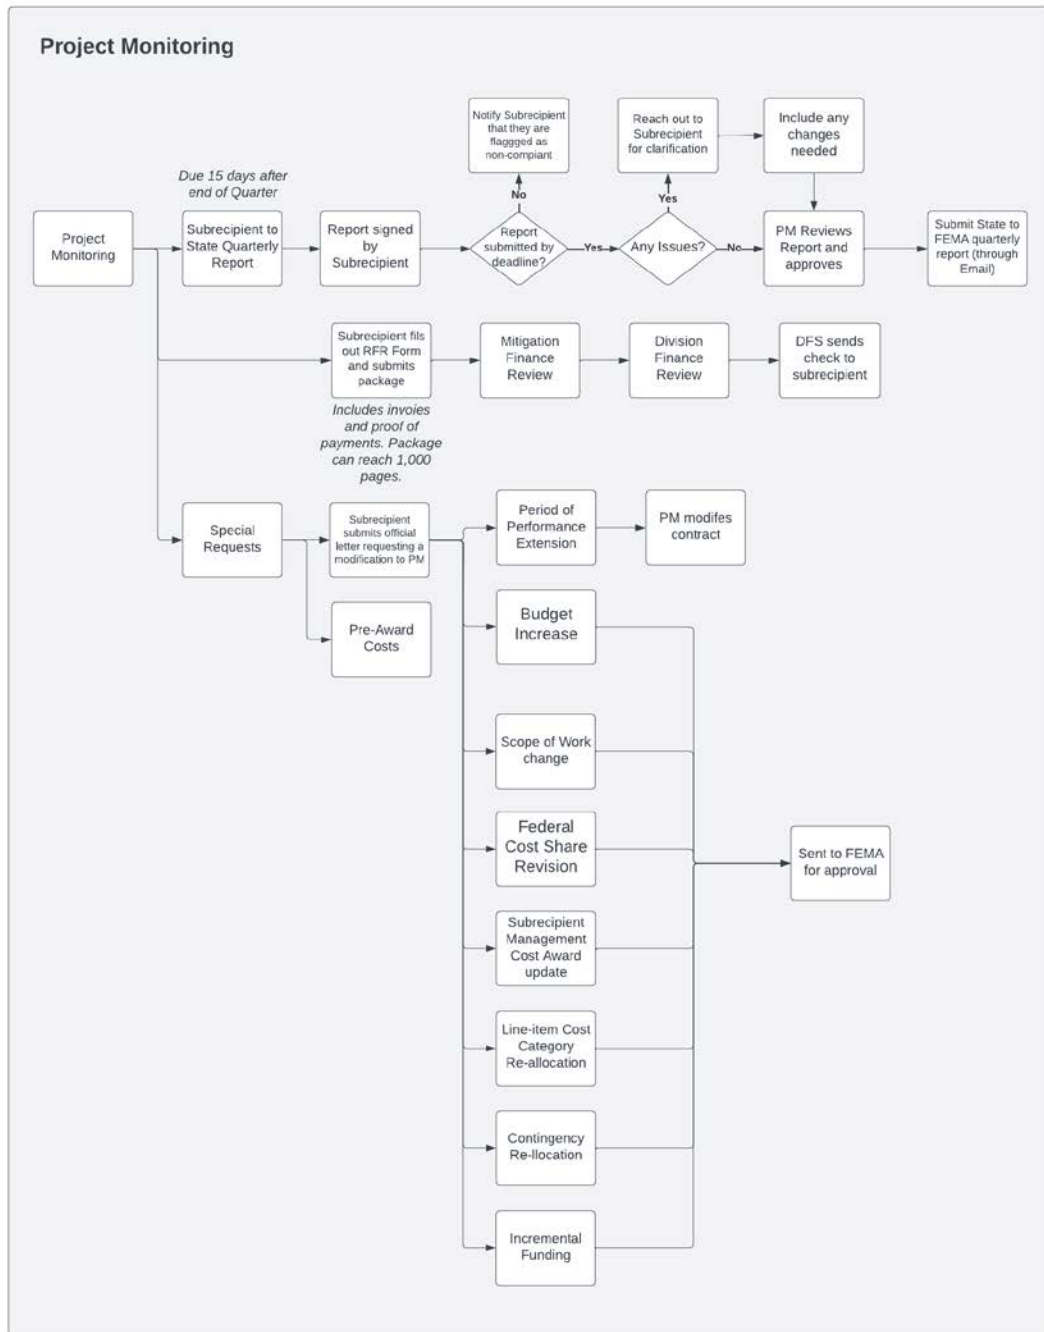 Project Monitoring
Notify Subrecipient
that they are
flaggged as
non-compiant
Reach out to
Subrecipient
for clarification
Include any
changes
needed
Due 15 days after
end of Quarter
No
Yes
Project
Monitoring
Subrecipient to
State Quarterly
Report
Report signed
by
Subrecipient
Report
submitted by
deadline?
Yes
Any Issues?
No
PM Reviews
Report and
approves
Submit State to
FEMA quarterly
report (through
Email)
Subrecipient fils
out RFR Form
and submits
package
Mitigation
Finance
Review
Division
Finance
Review
DFS sends
check to
subrecipient
Includes invoies
and proof of
payments. Package
can reach 1,000
pages.
Special
Requests
Subrecipient
submits official
letter requesting a
modification to PM
Period of
Performance
Extension
PM modifes
contract
Pre-Award
Costs
Budget
Increase
Scope of Work
change
Federal
Cost Share
Revision
Sent to FEMA
for approval
Subrecipient
Management
Cost Award
update
Line-item Cost
Category
Re-allocation
Contingency
Re-llocation
Incremental
Funding